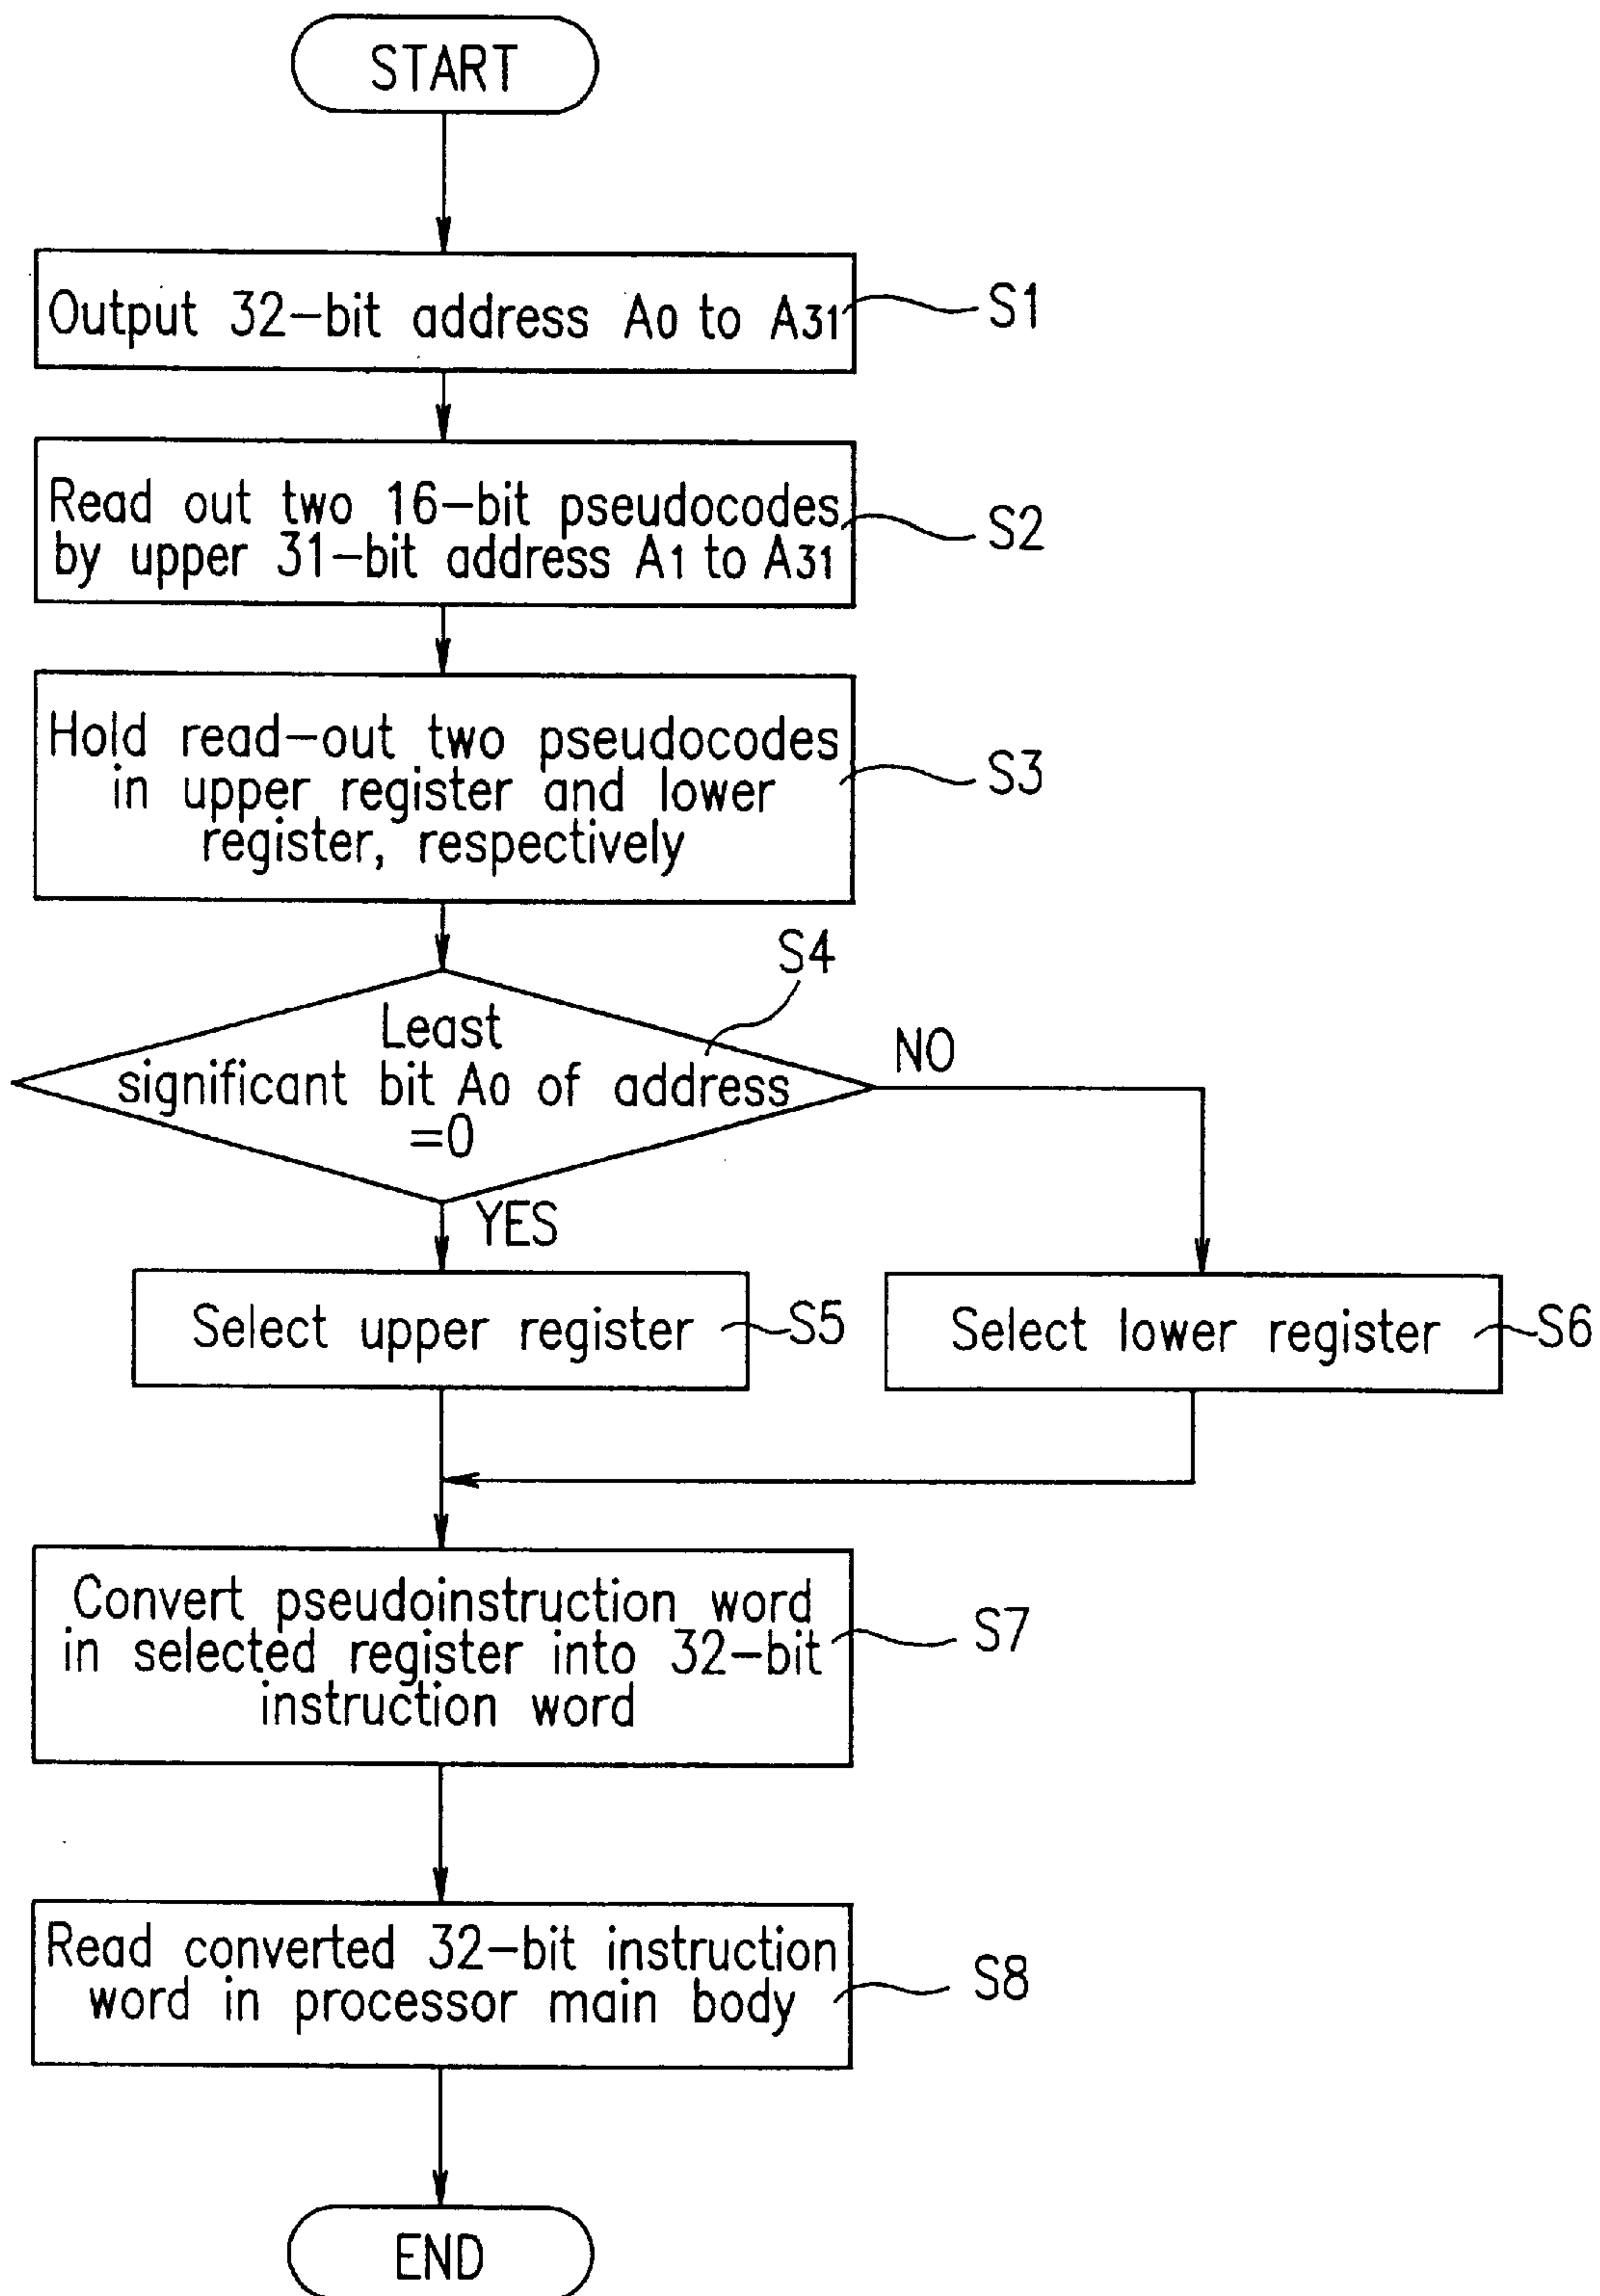 START
Output 32-bit address A0 to A31
S1
Read out two 16-bit pseudocodes
by upper 31-bit address A1 to A31
S2
Hold read-out two pseudocodes
in upper register and lower
register, respectively
S3
S4
Least
significant bit A0 of address
=0
NO
YES
Select upper register
S5
Select lower register
S6
Convert pseudoinstruction word
in selected register into 32-bit
instruction word
S7
Read converted 32-bit instruction
word in processor main body
S8
END